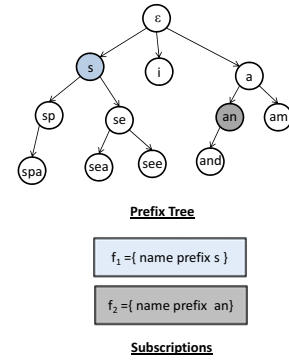 ε
s i a
sp se an am
spa sea see and
Prefix Tree
f₁ ={ name prefix s }
f₂ ={ name prefix an}
Subscriptions